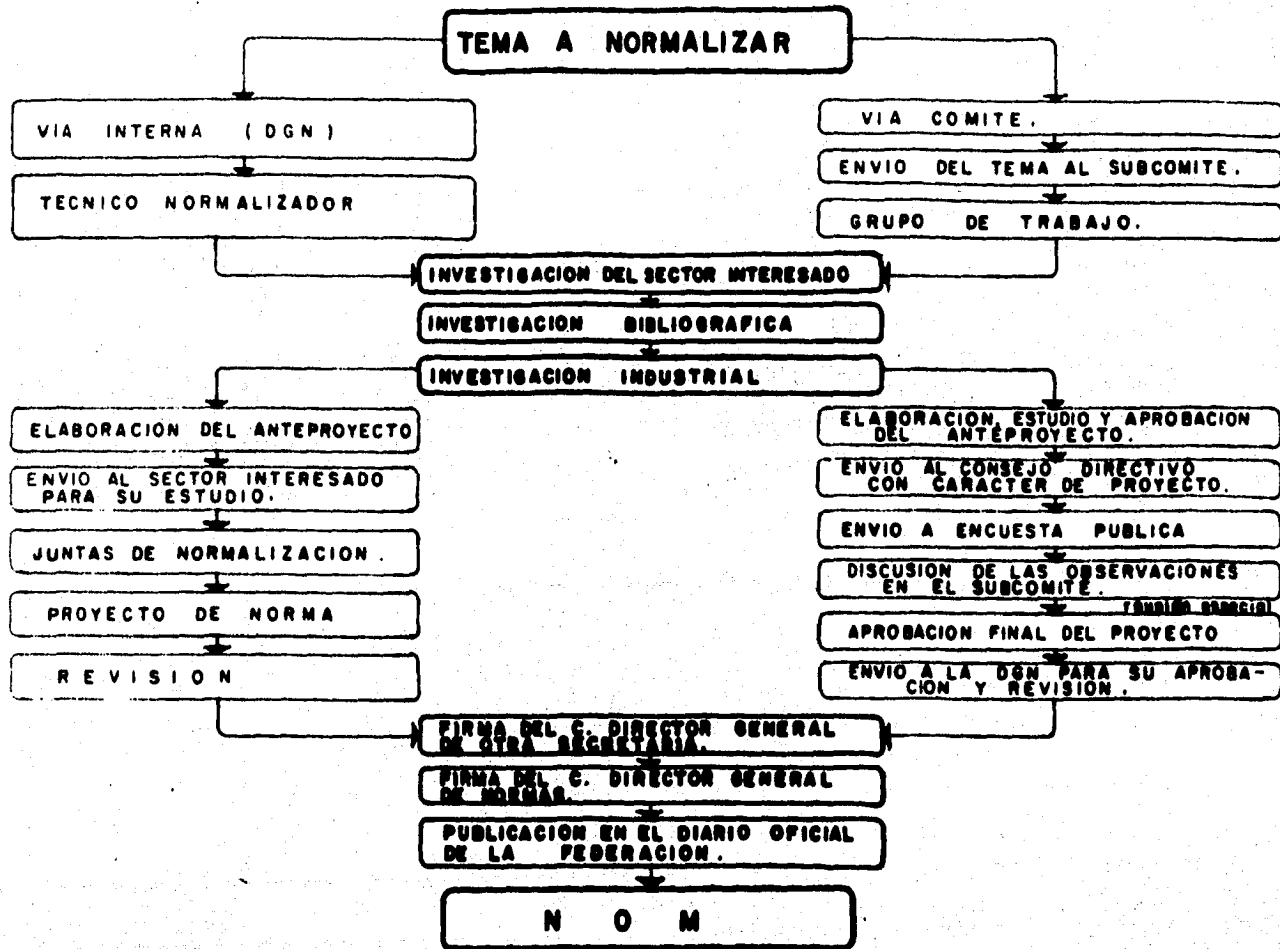 TEMA A NORMALIZAR
VIA INTERNA (DGN)
TECNICO NORMALIZADOR
VIA COMITE.
ENVIO DEL TEMA AL SUBCOMITE.
GRUPO DE TRABAJO.
INVESTIGACION DEL SECTOR INTERESADO
INVESTIGACION BIBLIOGRAFICA
INVESTIGACION INDUSTRIAL
ELABORACION DEL ANTEPROYECTO
ENVIO AL SECTOR INTERESADO
PARA SU ESTUDIO.
JUNTAS DE NORMALIZACION.
PROYECTO DE NORMA
REVISION
ELABORACION, ESTUDIO Y APROBACION
DEL ANTEPROYECTO.
ENVIO AL CONSEJO DIRECTIVO
CON CARACTER DE PROYECTO.
ENVIO A ENCUESTA PUBLICA
DISCUSION DE LAS OBSERVACIONES
EN EL SUBCOMITE.
reunión especial
APROBACION FINAL DEL PROYECTO
ENVIO A LA DGN PARA SU APROBA-
CION Y REVISION.
FIRMA DEL C. DIRECTOR GENERAL
DE OTRA SECRETARIA.
FIRMA DEL C. DIRECTOR GENERAL
DE NORMAS.
PUBLICACION EN EL DIARIO OFICIAL
DE LA FEDERACION.
NOM